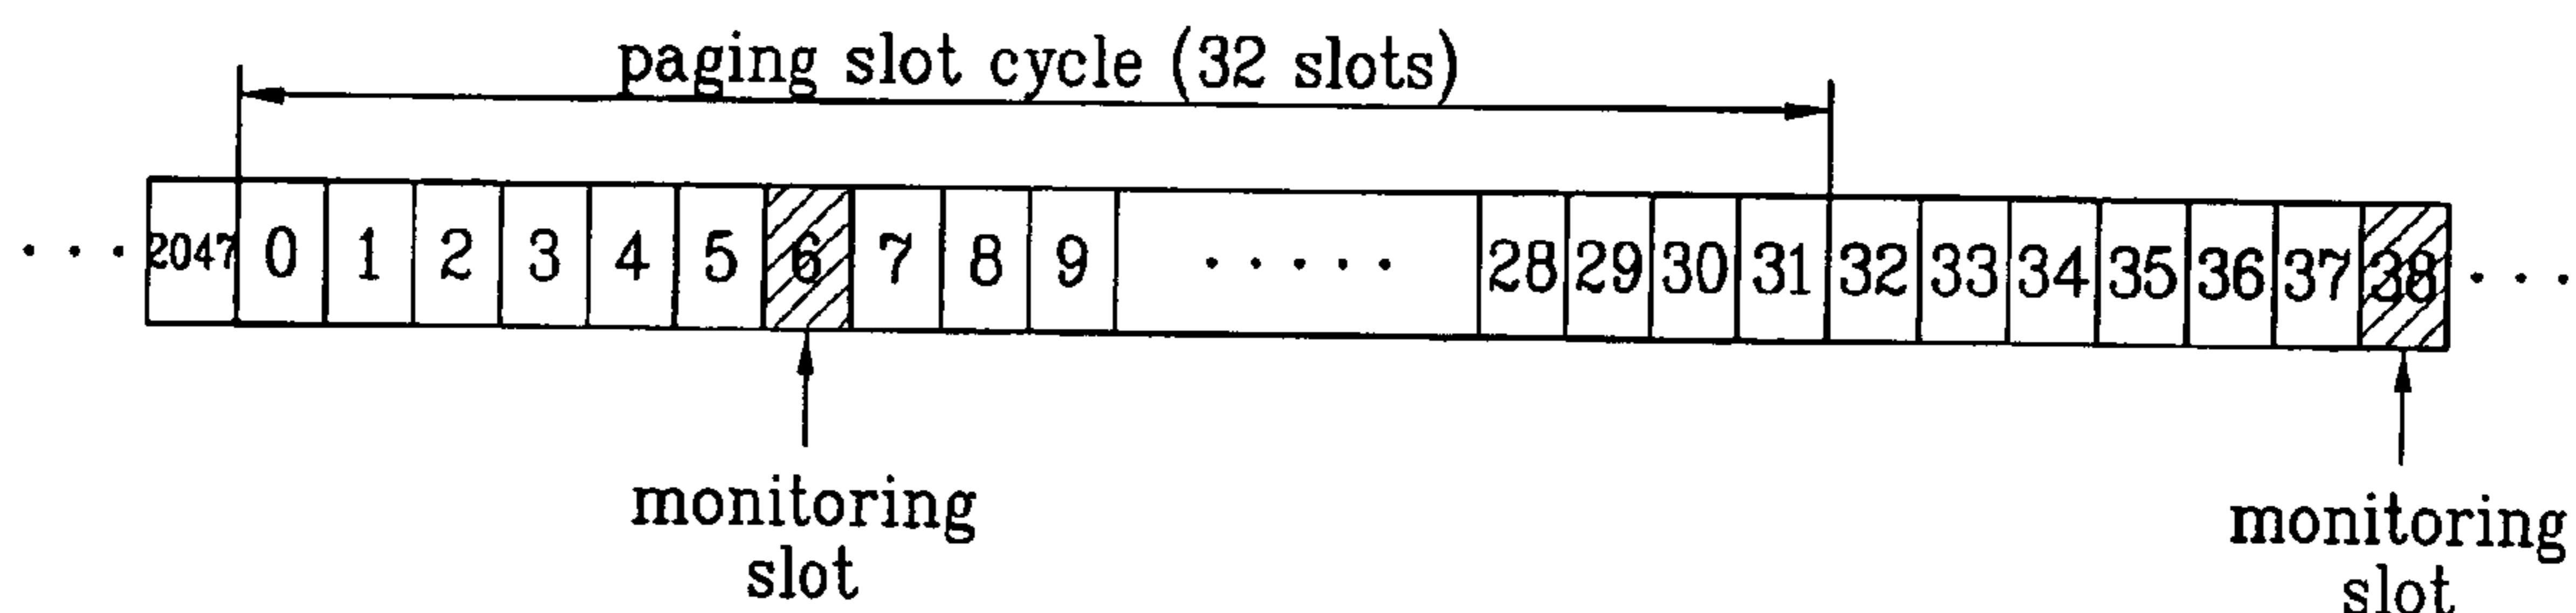 paging slot cycle (32 slots)
... 2047 0 1 2 3 4 5 6 7 8 9 ..... 28 29 30 31 32 33 34 35 36 37 38 ...
monitoring
slot
monitoring
slot